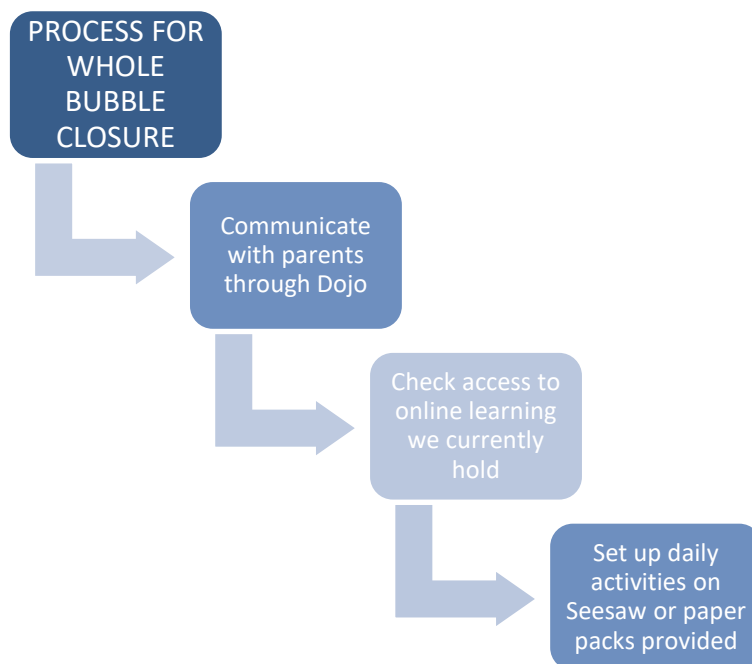 PROCESS FOR
WHOLE
BUBBLE
CLOSURE
Communicate
with parents
through Dojo
Check access to
online learning
we currently
hold
Set up daily
activities on
Seesaw or paper
packs provided